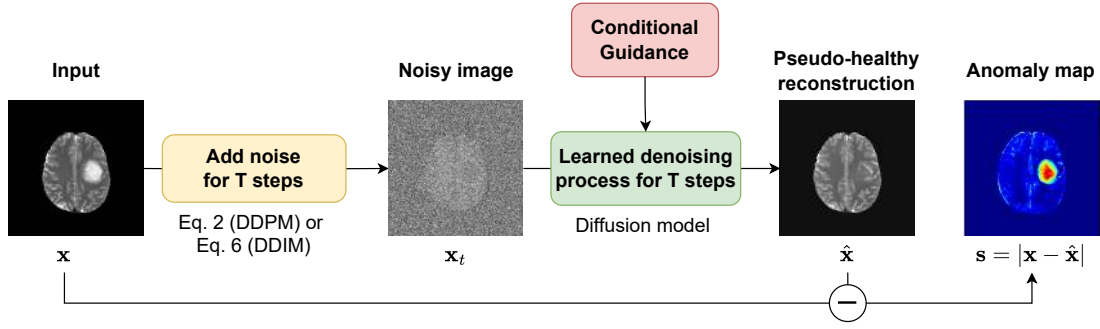 Input
Add noise
for T steps
Eq. 2 (DDPM) or
Eq. 6 (DDIM)
x
Noisy image
x_t
Conditional
Guidance
Learned denoising
process for T steps
Diffusion model
Pseudo-healthy
reconstruction
x̂
Anomaly map
s = |x − x̂|
−